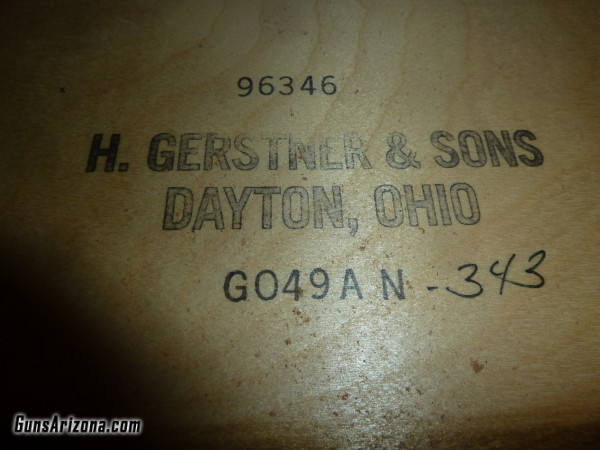 96346
H. GERSTNER & SONS
DAYTON, OHIO
GO49A N - 343
GunsArizona.com